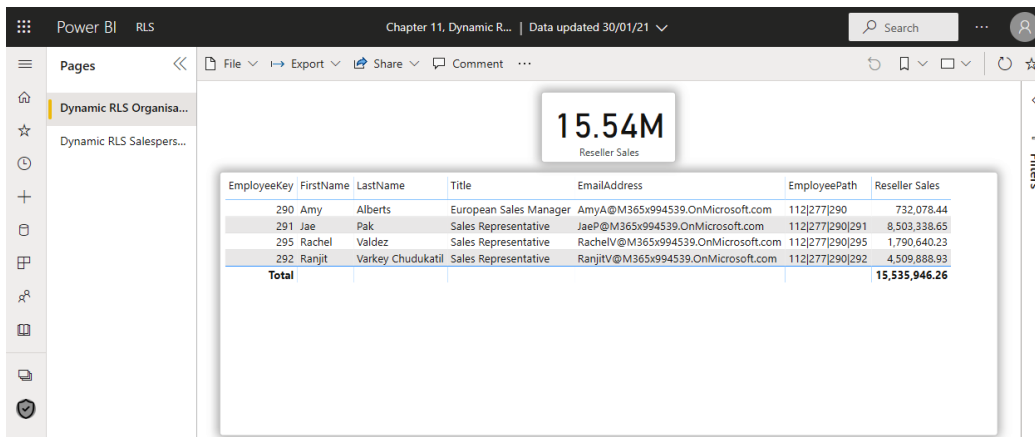 Power BI RLS Chapter 11, Dynamic R... | Data updated 30/01/21 Search ...
Pages File Export Share Comment ...
Dynamic RLS Organisa...
Dynamic RLS Salespers...
15.54M
Reseller Sales
Filters
EmployeeKey FirstName LastName Title EmailAddress EmployeePath Reseller Sales
290 Amy Alberts European Sales Manager AmyA@M365x994539.OnMicrosoft.com 112|277|290 732,078.44
291 Jae Pak Sales Representative JaeP@M365x994539.OnMicrosoft.com 112|277|290|291 8,503,338.65
295 Rachel Valdez Sales Representative RachelV@M365x994539.OnMicrosoft.com 112|277|290|295 1,790,640.23
292 Ranjit Varkey Chudukatil Sales Representative RanjitV@M365x994539.OnMicrosoft.com 112|277|290|292 4,509,888.93
Total 15,535,946.26